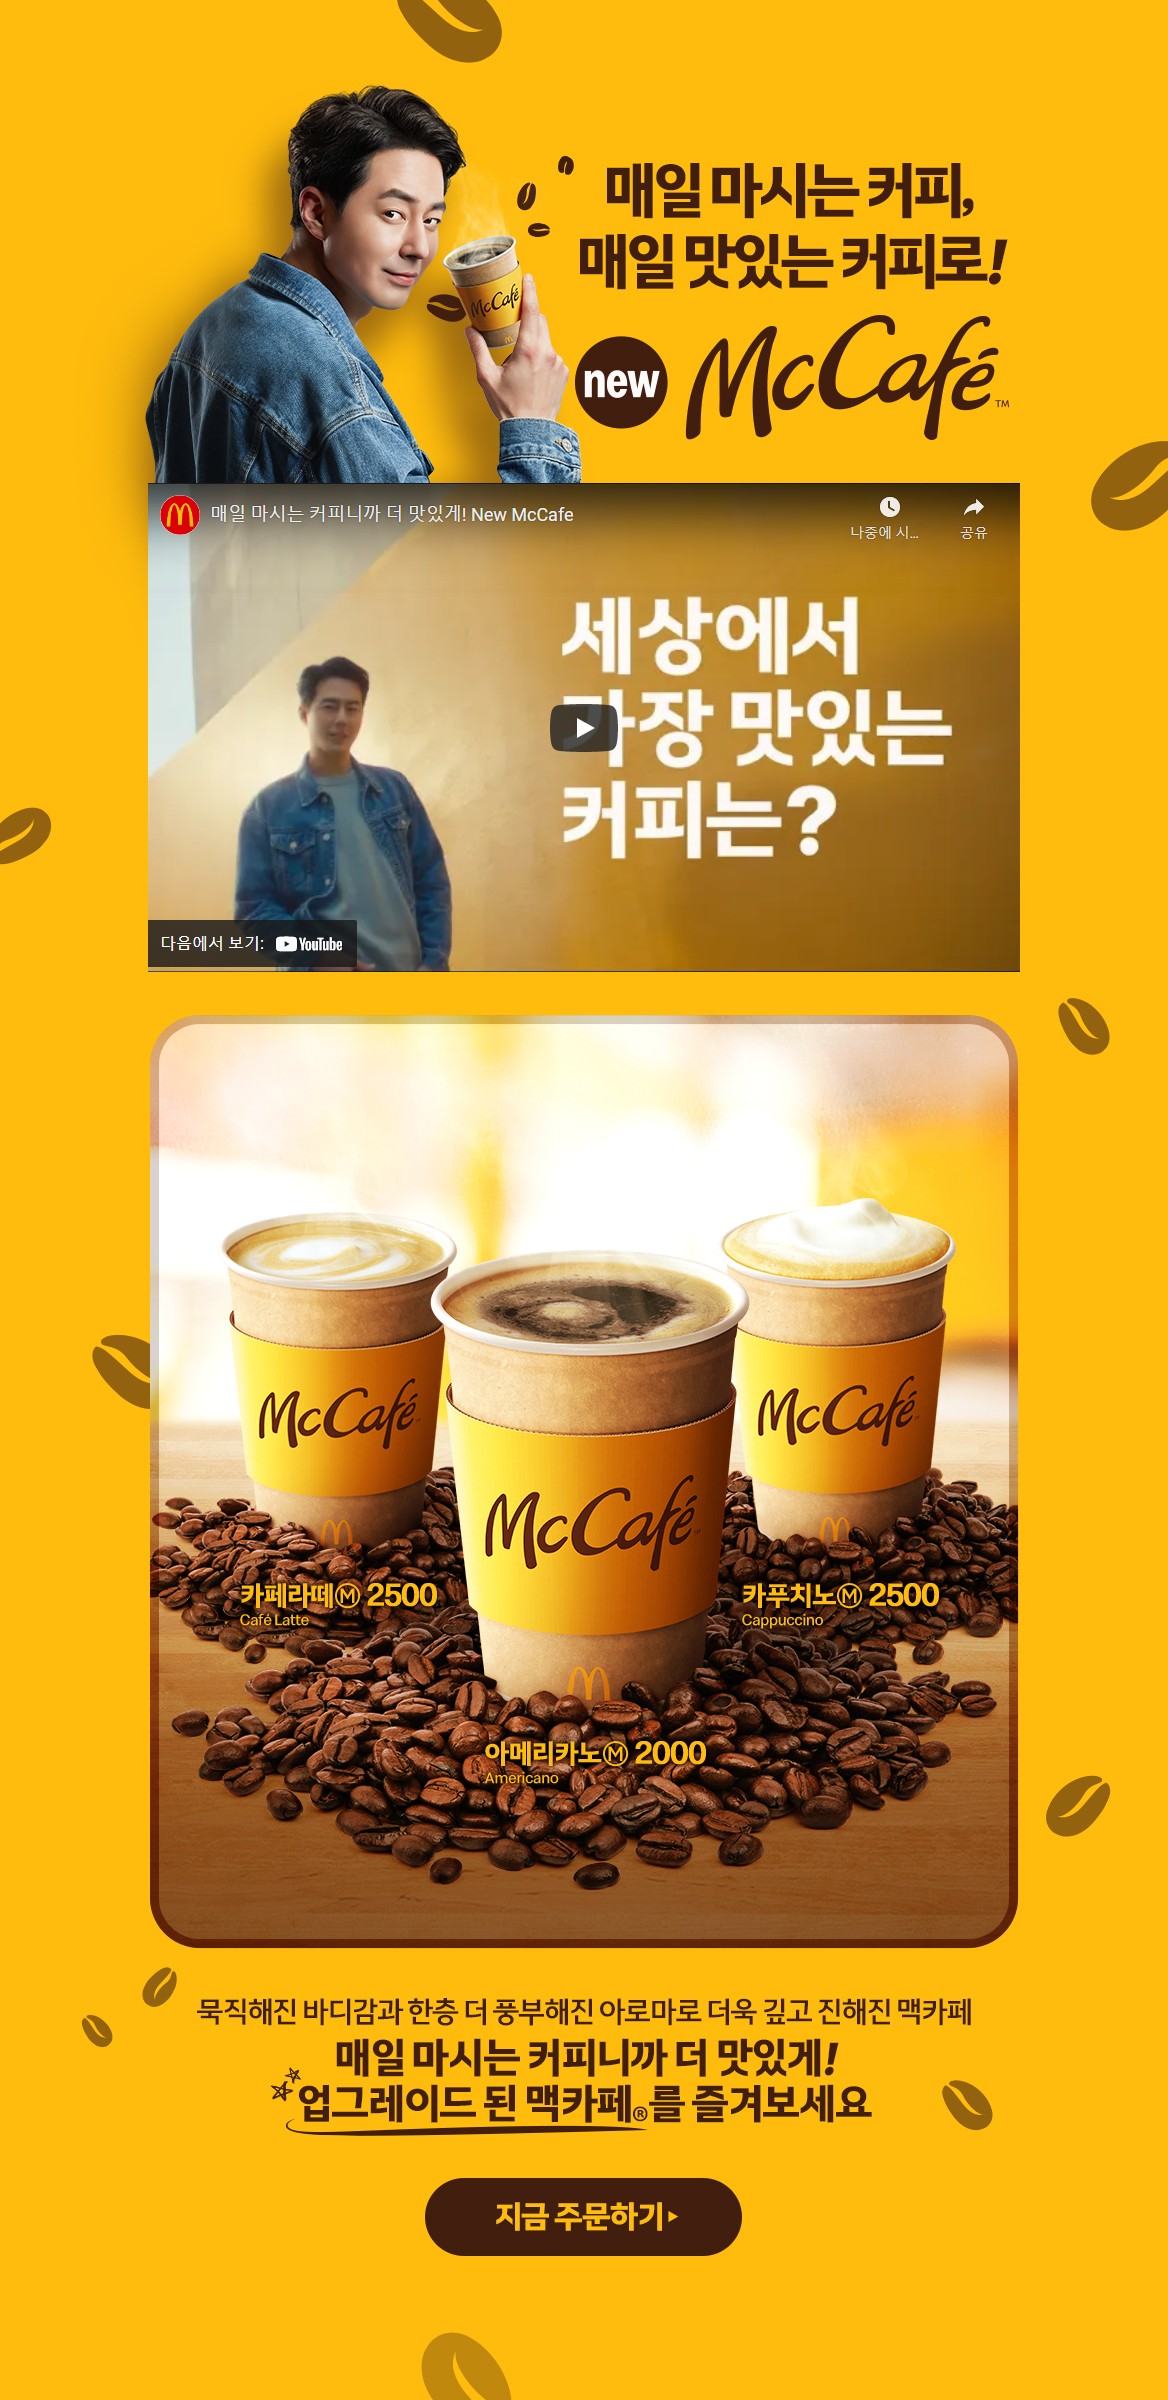 매일 마시는 커피,
매일 맛있는 커피로!
new McCafé™
McCafé
매일 마시는 커피니까 더 맛있게! New McCafe
나중에 시...
공유
세상에서
가장 맛있는
커피는?
다음에서 보기: YouTube
McCafé
McCafé
McCafé
카페라떼Ⓜ 2500
Café Latte
카푸치노Ⓜ 2500
Cappuccino
아메리카노Ⓜ 2000
Americano
묵직해진 바디감과 한층 더 풍부해진 아로마로 더욱 깊고 진해진 맥카페
매일 마시는 커피니까 더 맛있게!
업그레이드 된 맥카페®를 즐겨보세요
지금 주문하기▸